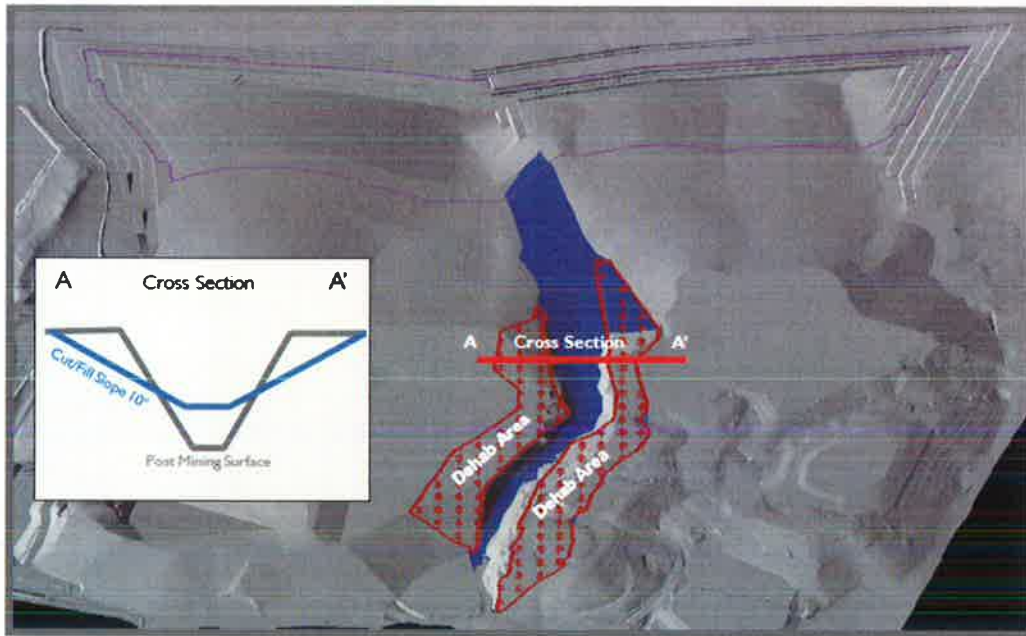 A Cross Section A'
Cut/Fill Slope 10°
Post Mining Surface
A Cross Section A'
Dehab Area
Dehab Area